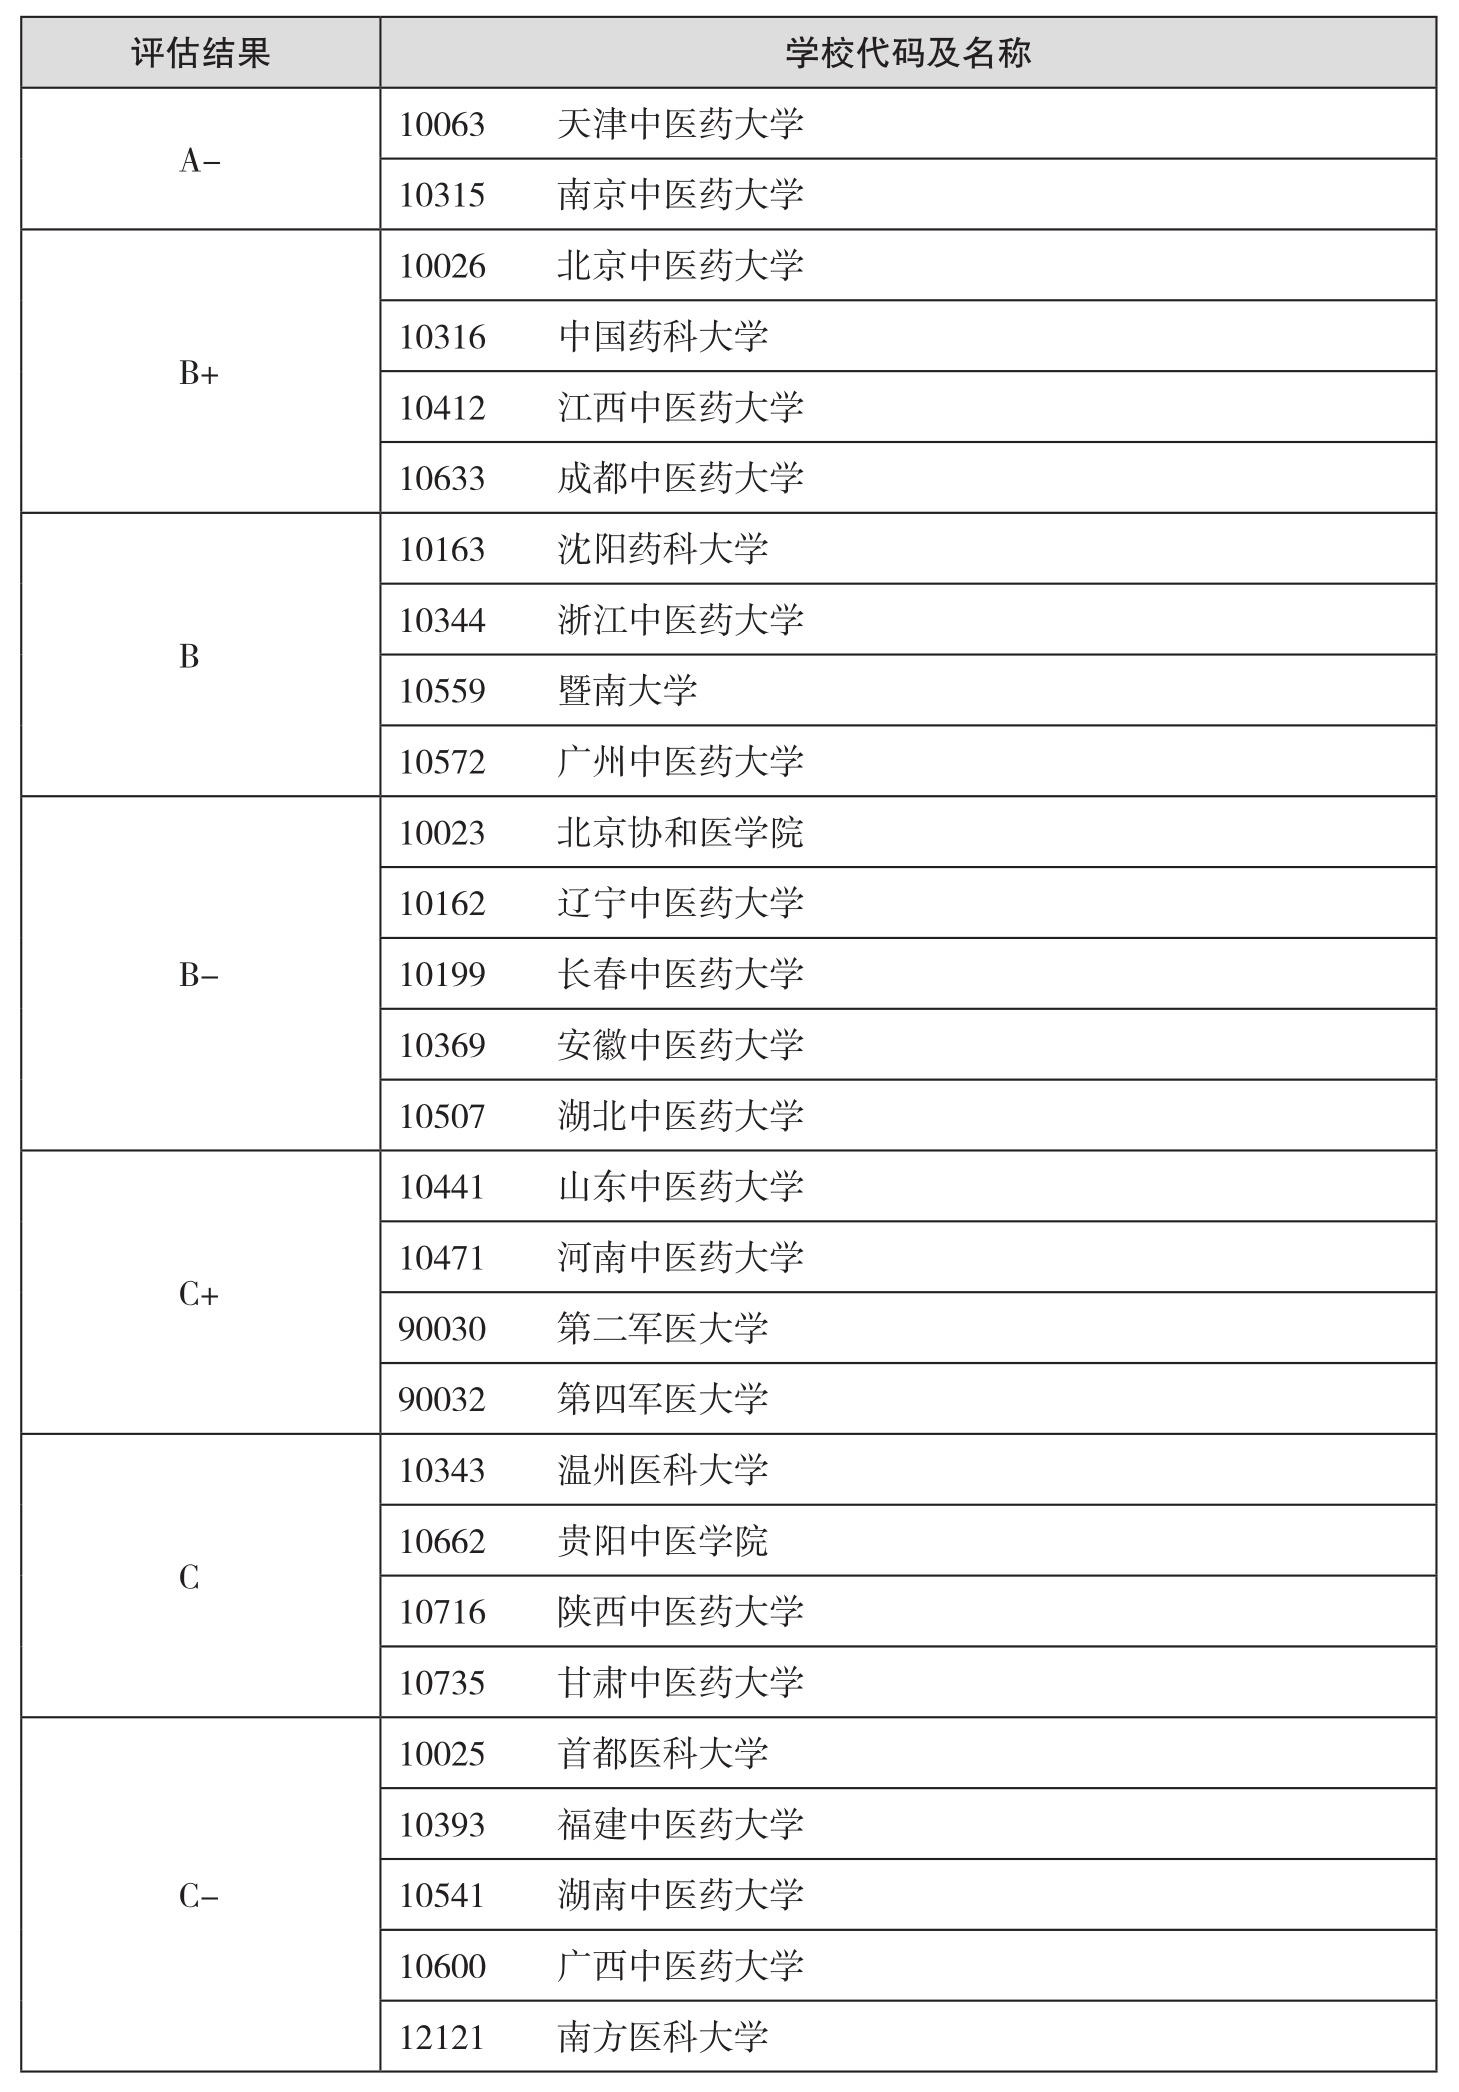 评估结果 学校代码及名称
A-
10063 天津中医药大学
10315 南京中医药大学
B+
10026 北京中医药大学
10316 中国药科大学
10412 江西中医药大学
10633 成都中医药大学
B
10163 沈阳药科大学
10344 浙江中医药大学
10559 暨南大学
10572 广州中医药大学
B-
10023 北京协和医学院
10162 辽宁中医药大学
10199 长春中医药大学
10369 安徽中医药大学
10507 湖北中医药大学
C+
10441 山东中医药大学
10471 河南中医药大学
90030 第二军医大学
90032 第四军医大学
C
10343 温州医科大学
10662 贵阳中医学院
10716 陕西中医药大学
10735 甘肃中医药大学
C-
10025 首都医科大学
10393 福建中医药大学
10541 湖南中医药大学
10600 广西中医药大学
12121 南方医科大学